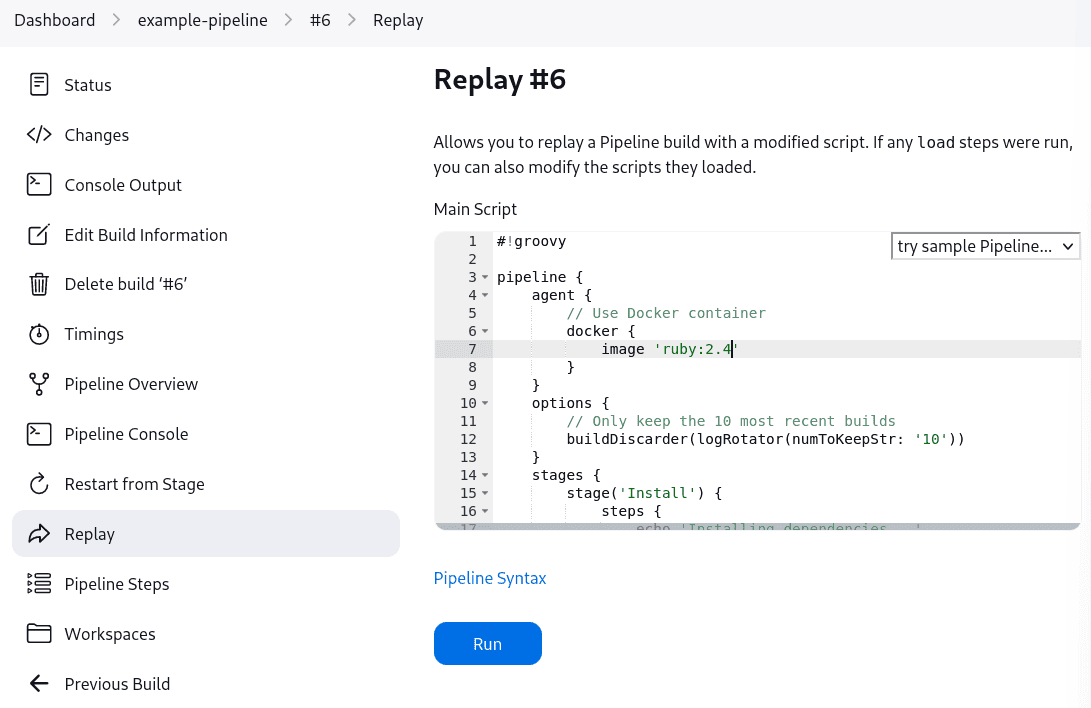 Dashboard > example-pipeline > #6 > Replay
Status
Changes
Console Output
Edit Build Information
Delete build ‘#6’
Timings
Pipeline Overview
Pipeline Console
Restart from Stage
Replay
Pipeline Steps
Workspaces
Previous Build
Replay #6
Allows you to replay a Pipeline build with a modified script. If any load steps were run,
you can also modify the scripts they loaded.
Main Script
try sample Pipeline...
1 #!groovy
2
3 pipeline {
4     agent {
5         // Use Docker container
6         docker {
7             image 'ruby:2.4'
8         }
9     }
10     options {
11         // Only keep the 10 most recent builds
12         buildDiscarder(logRotator(numToKeepStr: '10'))
13     }
14     stages {
15         stage('Install') {
16             steps {
17                 echo 'Installing dependencies...'
Pipeline Syntax
Run